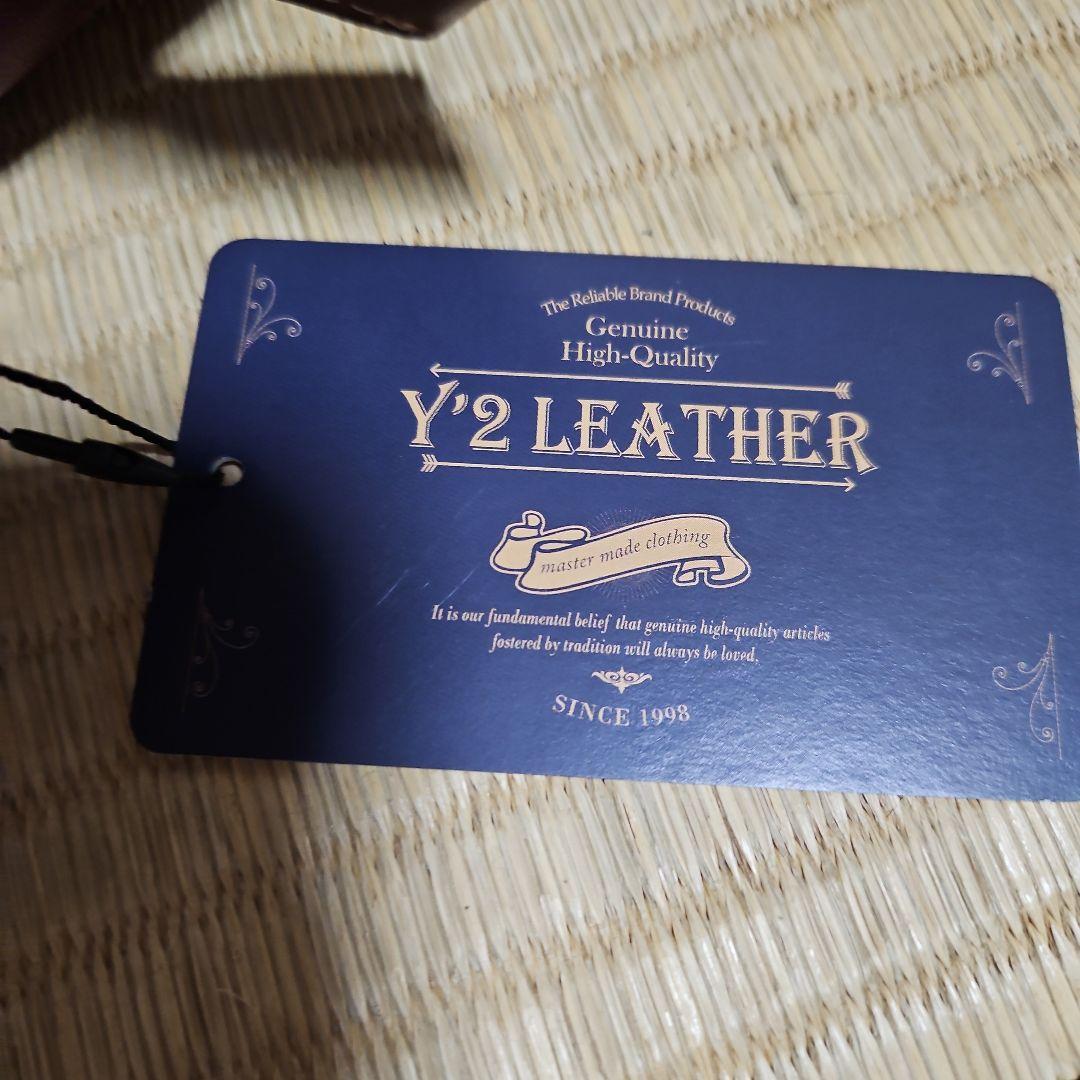 The Reliable Brand Products
Genuine
High-Quality
Y'2 LEATHER
master made clothing
It is our fundamental belief that genuine high-quality articles
fostered by tradition will always be loved.
SINCE 1998